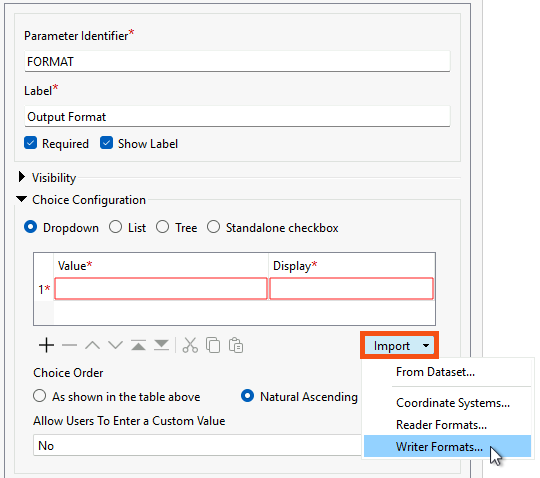 Parameter Identifier*
FORMAT
Label*
Output Format
Required Show Label
Visibility
Choice Configuration
Dropdown List Tree Standalone checkbox
Value* Display*
1*
Import
From Dataset...
Choice Order
As shown in the table above Natural Ascending
Coordinate Systems...
Allow Users To Enter a Custom Value
Reader Formats...
No
Writer Formats...